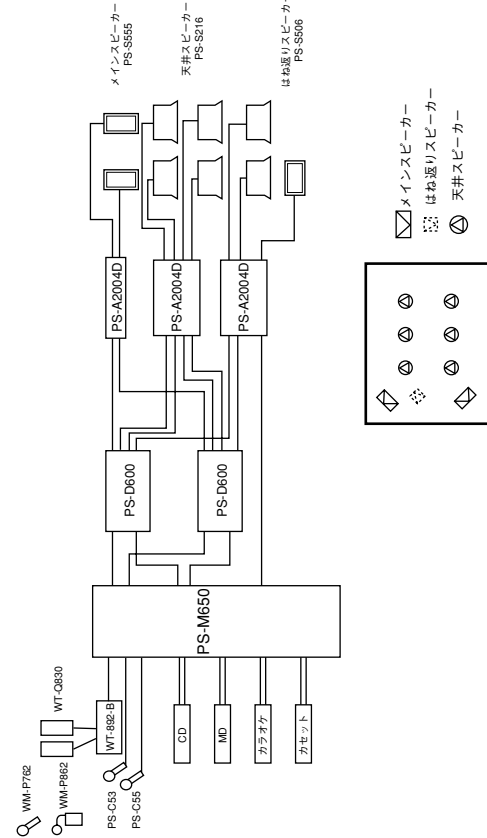 メインスピーカー
PS-S555
天井スピーカー
PS-S216
はね返りスピーカー
PS-S506
PS-A2004D
PS-A2004D
PS-A2004D
PS-D600
PS-D600
PS-M650
WT-Q830
WM-P762
WM-P862
WT-892-B
PS-C53
PS-C55
CD
MD
カラオケ
カセット
メインスピーカー
はね返りスピーカー
天井スピーカー